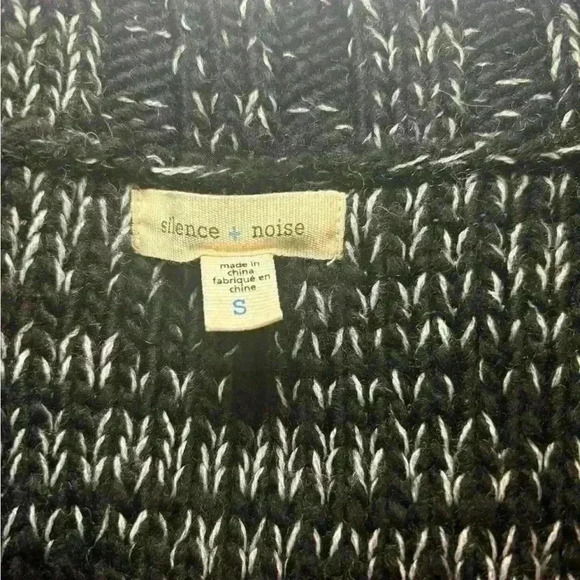 silence + noise
made in
china
fabriqué en
chine
S